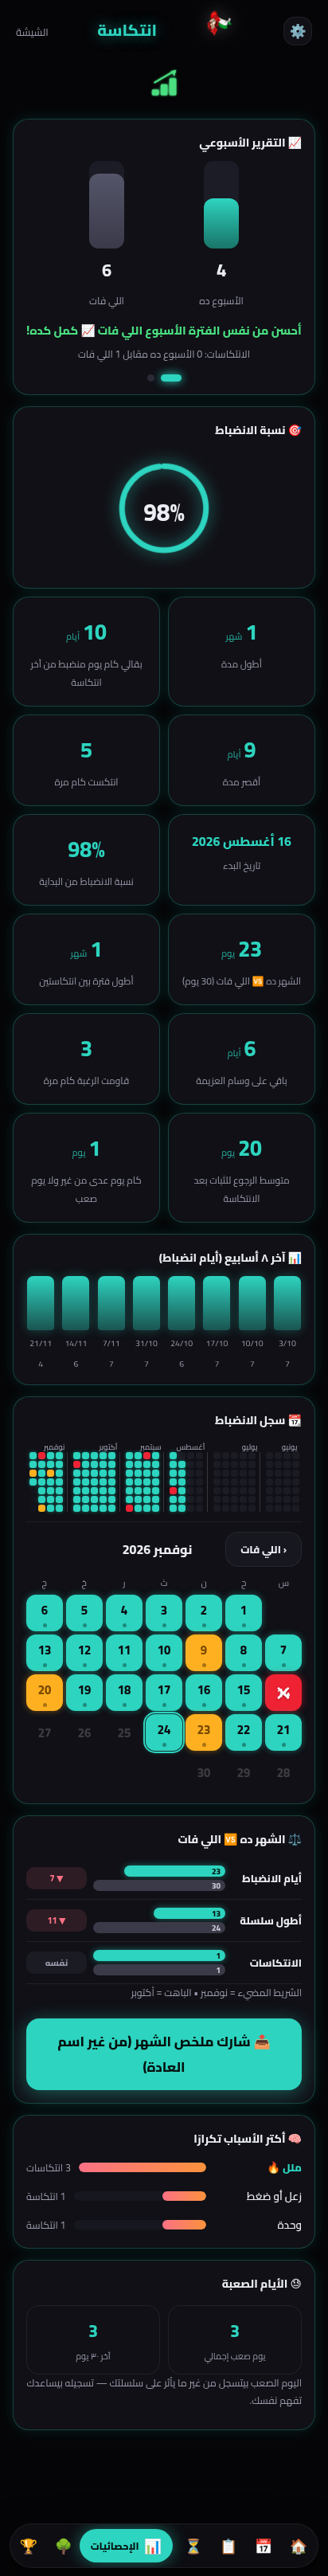 انتكاسة
الشيشة
📈 التقرير الأسبوعي
4
6
الأسبوع ده
اللي فات
أحسن من نفس الفترة الأسبوع اللي فات 📈 كمل كده!
الانتكاسات: 0 الأسبوع ده مقابل 1 اللي فات
🎯 نسبة الانضباط
98%
1 شهر
أطول مدة
10 أيام
بقالي كام يوم منضبط من آخر
انتكاسة
9 أيام
أقصر مدة
5
انتكست كام مرة
16 أغسطس 2026
تاريخ البدء
98%
نسبة الانضباط من البداية
23 يوم
الشهر ده 🆚 اللي فات (30 يوم)
1 شهر
أطول فترة بين انتكاستين
6 أيام
باقي على وسام العزيمة
3
قاومت الرغبة كام مرة
20 يوم
متوسط الرجوع للثبات بعد
الانتكاسة
1 يوم
كام يوم عدى من غير ولا يوم
صعب
📊 آخر ٨ أسابيع (أيام انضباط)
3/10 10/10 17/10 24/10 31/10 7/11 14/11 21/11
7 7 7 6 7 7 6 4
📆 سجل الانضباط
يونيو يوليو أغسطس سبتمبر أكتوبر نوفمبر
‹ اللي فات
نوفمبر 2026
س ح ن ث ر خ ج
1 2 3 4 5 6
7 8 9 10 11 12 13
15 16 17 18 19 20
21 22 23 24 25 26 27
28 29 30
⚖️ الشهر ده 🆚 اللي فات
أيام الانضباط 23 30 ▼ 7
أطول سلسلة 13 24 ▼ 11
الانتكاسات 1 1 نفسه
الشريط المضيء = نوفمبر • الباهت = أكتوبر
📤 شارك ملخص الشهر (من غير اسم
العادة)
🧠 أكتر الأسباب تكرارًا
ملل 🔥 3 انتكاسات
زعل أو ضغط 1 انتكاسة
وحدة 1 انتكاسة
😓 الأيام الصعبة
3
يوم صعب إجمالي
3
آخر ٣٠ يوم
اليوم الصعب بيتسجل من غير ما يأثر على سلسلتك — تسجيله بيساعدك
تفهم نفسك.
الإحصائيات